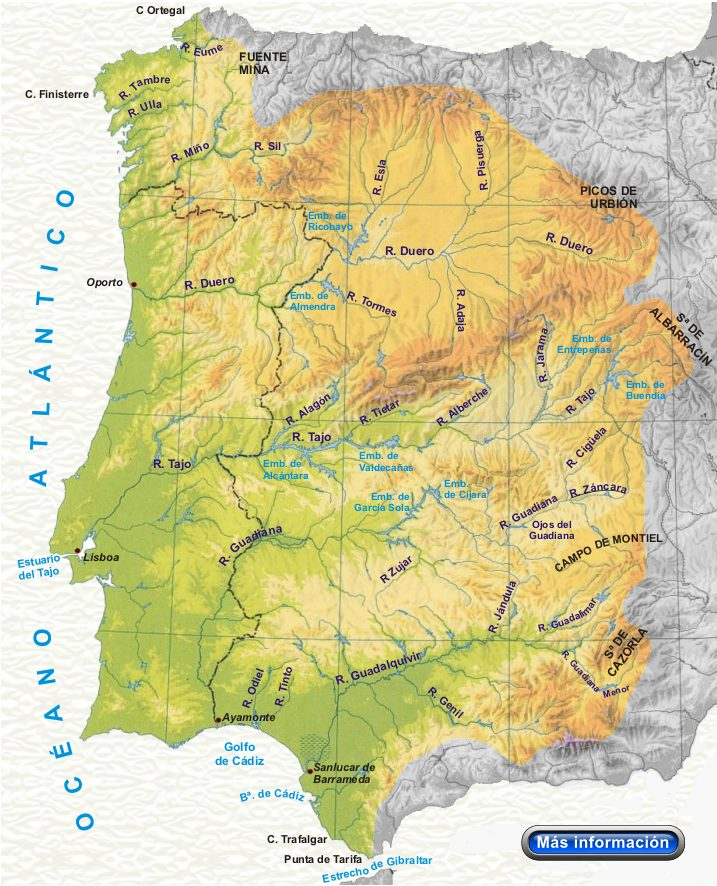 C Ortegal
R. Eume
FUENTE
MIÑA
R. Tambre
C. Finisterre
R. Ulla
R. Miño
R. Sil
R. Esla
R. Pisuerga
PICOS DE
URBIÓN
Emb. de
Ricobayo
R. Duero
R. Duero
Oporto
R. Duero
Emb. de
Almendra
R. Tormes
R. Adaja
Sª DE
ALBARRACÍN
R. Jarama
Emb. de
Entrepeñas
Emb. de
Buendía
R. Alagón
R. Tietar
R. Alberche
R. Tajo
R. Tajo
R. Tajo
Emb. de
Alcántara
Emb. de
Valdecañas
R. Cigüela
Emb. de
García Sola
Emb.
de Cijara
R. Záncara
R. Guadiana
Ojos del
Guadiana
R. Guadiana
CAMPO DE MONTIEL
Lisboa
Estuario
del Tajo
R Zujar
R. Jándula
R. Guadalimar
Sª DE
CAZORLA
R. Guadiana
Menor
R. Guadalquivir
R. Odiel
R. Tinto
R. Genil
Ayamonte
Golfo
de Cádiz
Sanlucar de
Barrameda
Bª. de Cádiz
C. Trafalgar
Punta de Tarifa
Estrecho de Gibraltar
OCÉANO ATLÁNTICO
Más información